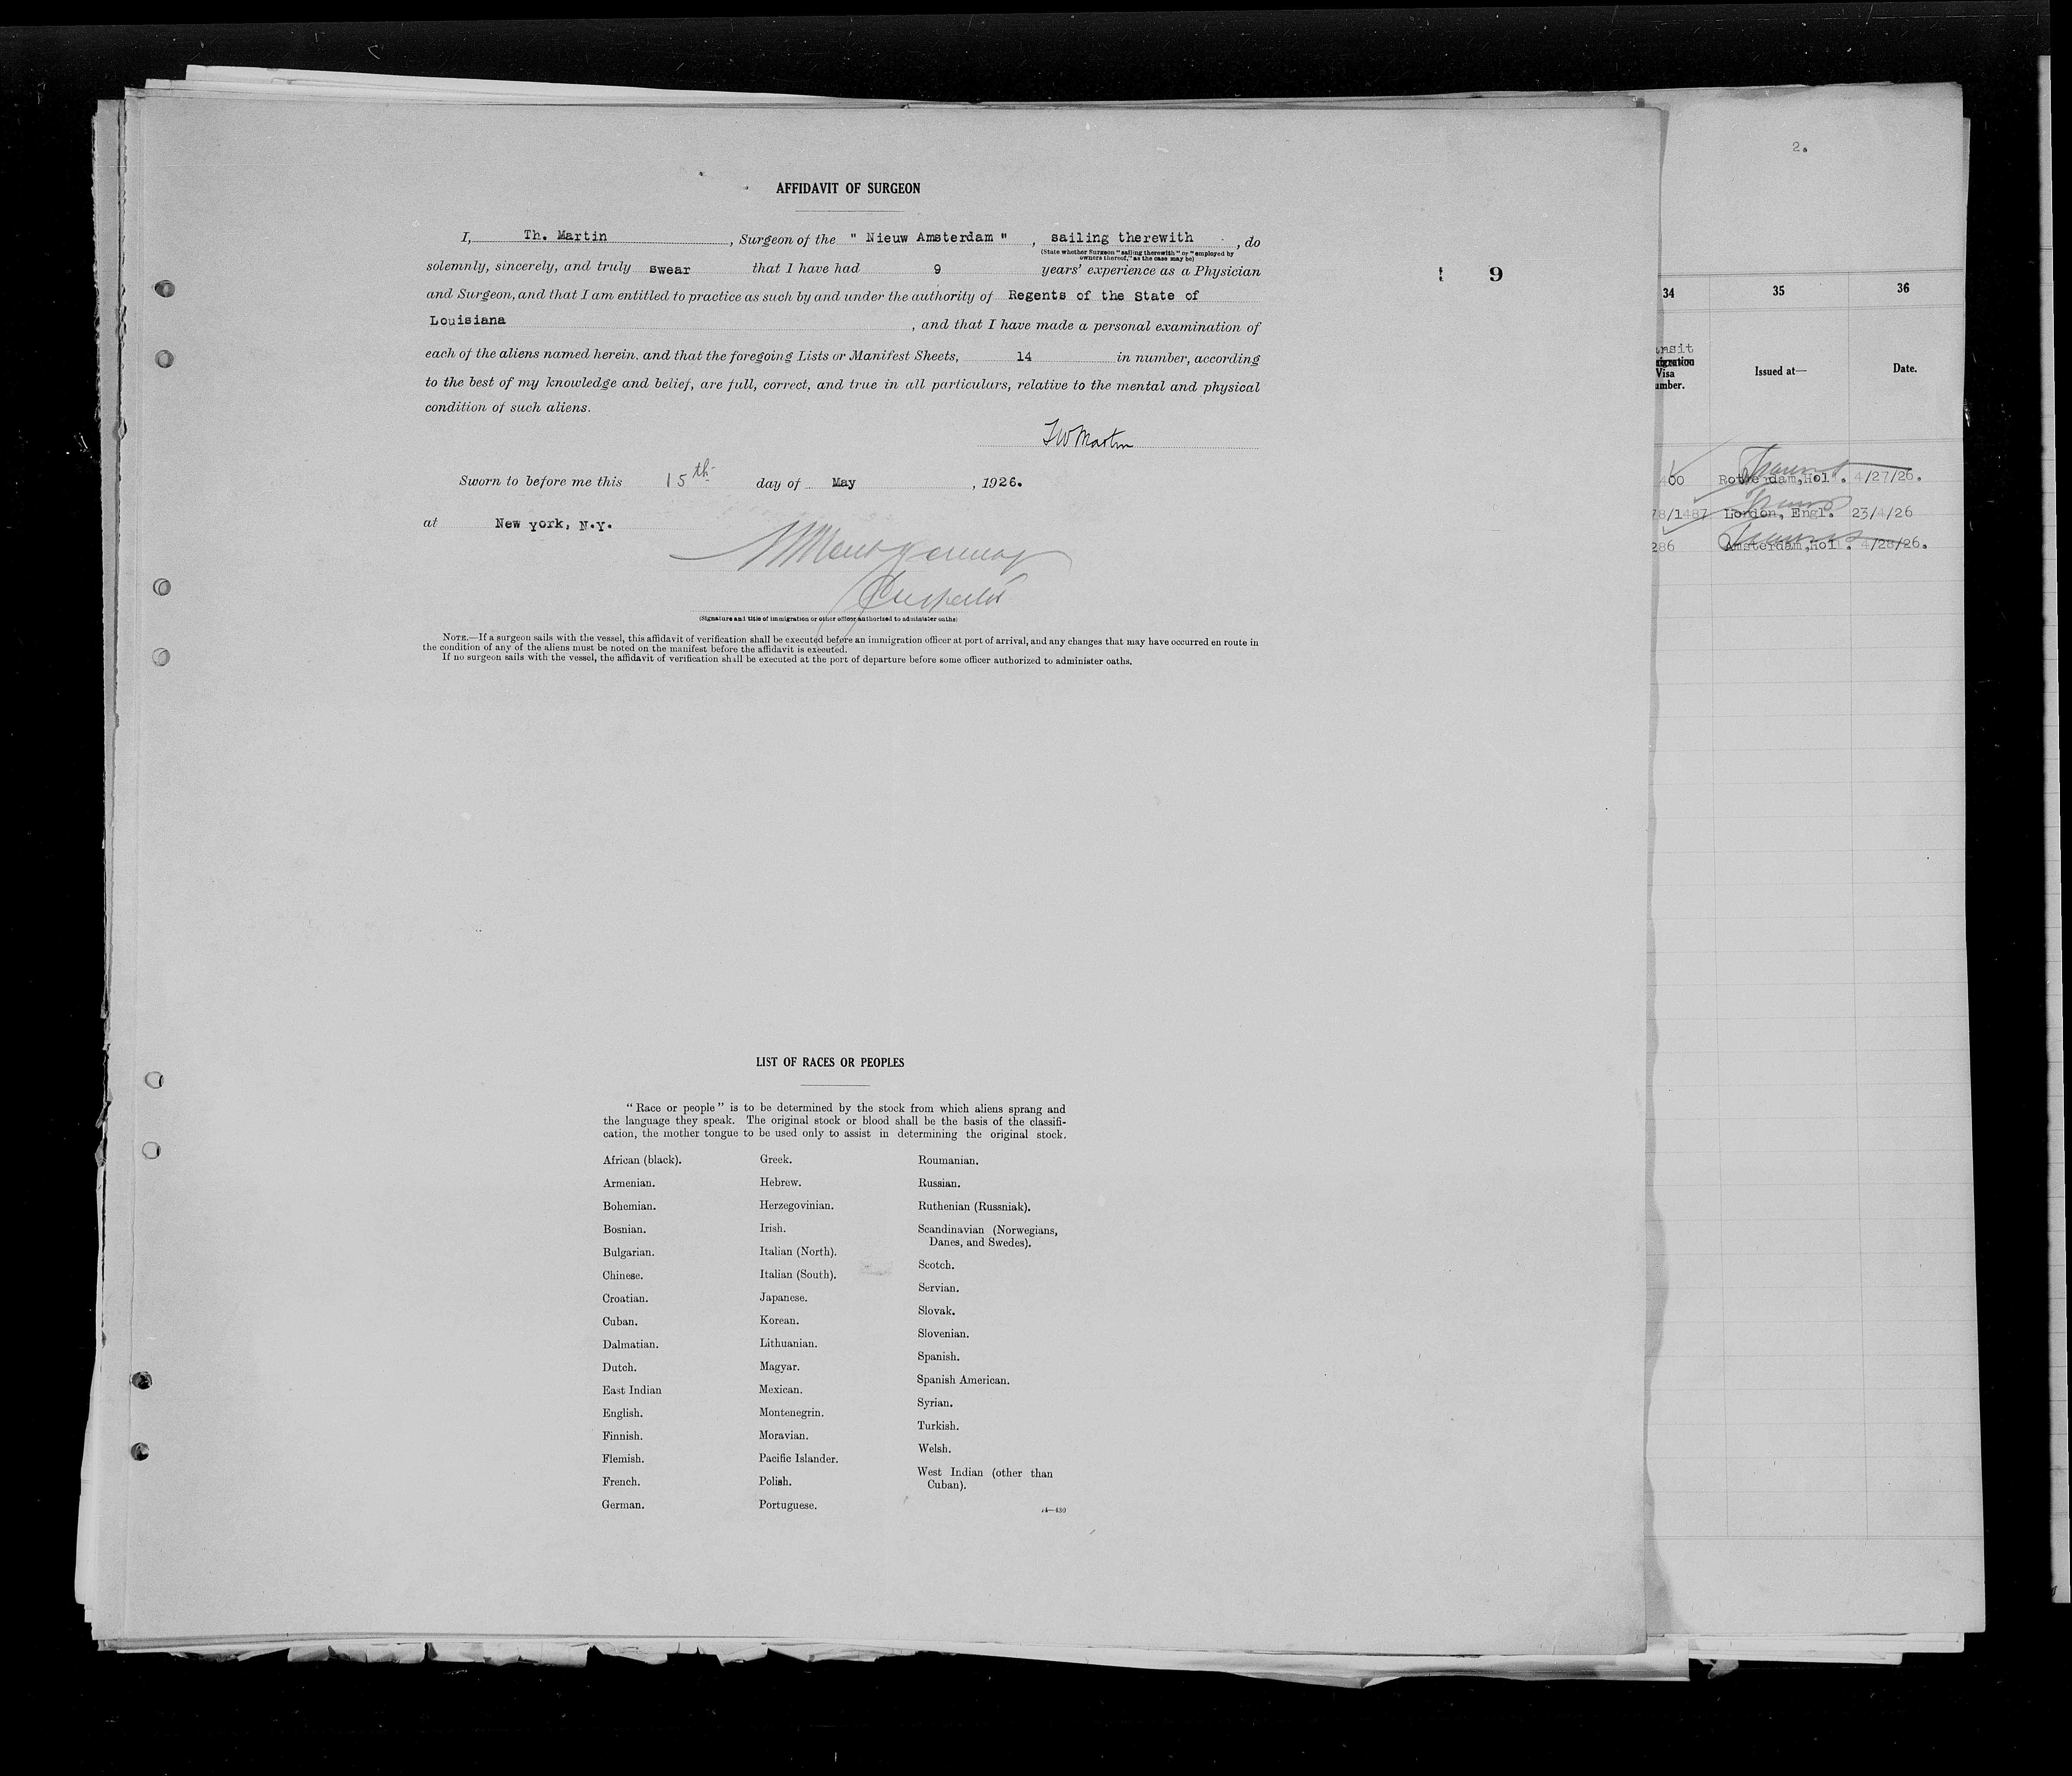 AFFIDAVIT OF SURGEON
I, Th. Martin, Surgeon of the " Nieuw Amsterdam ", sailing therewith, do
(State whether Surgeon "sailing therewith" or "employed by
owners thereof," as the case may be)
solemnly, sincerely, and truly swear that I have had 9 years' experience as a Physician
and Surgeon, and that I am entitled to practice as such by and under the authority of Regents of the State of
Louisiana, and that I have made a personal examination of
each of the aliens named herein, and that the foregoing Lists or Manifest Sheets, 14 in number, according
to the best of my knowledge and belief, are full, correct, and true in all particulars, relative to the mental and physical
condition of such aliens.
Martin
Sworn to before me this 15th day of May, 1926.
at New York, N.Y.
(Signature and title of immigration or other officer authorized to administer oaths)
NOTE.—If a surgeon sails with the vessel, this affidavit of verification shall be executed before an immigration officer at port of arrival, and any changes that may have occurred en route in
the condition of any of the aliens must be noted on the manifest before the affidavit is executed.
If no surgeon sails with the vessel, the affidavit of verification shall be executed at the port of departure before some officer authorized to administer oaths.
9
LIST OF RACES OR PEOPLES
"Race or people" is to be determined by the stock from which aliens sprang and
the language they speak. The original stock or blood shall be the basis of the classifi-
cation, the mother tongue to be used only to assist in determining the original stock.
African (black).
Armenian.
Bohemian.
Bosnian.
Bulgarian.
Chinese.
Croatian.
Cuban.
Dalmatian.
Dutch.
East Indian
English.
Finnish.
Flemish.
French.
German.
Greek.
Hebrew.
Herzegovinian.
Irish.
Italian (North).
Italian (South).
Japanese.
Korean.
Lithuanian.
Magyar.
Mexican.
Montenegrin.
Moravian.
Pacific Islander.
Polish.
Portuguese.
Roumanian.
Russian.
Ruthenian (Russniak).
Scandinavian (Norwegians,
Danes, and Swedes).
Scotch.
Servian.
Slovak.
Slovenian.
Spanish.
Spanish American.
Syrian.
Turkish.
Welsh.
West Indian (other than
Cuban).
2.
34 35 36
Visa
Issued at—
Date.
Rotterdam, Hol. 4/27/26.
78/1487 London, Engl. 23/4/26
286 Amsterdam, Hol. 4/28/26.